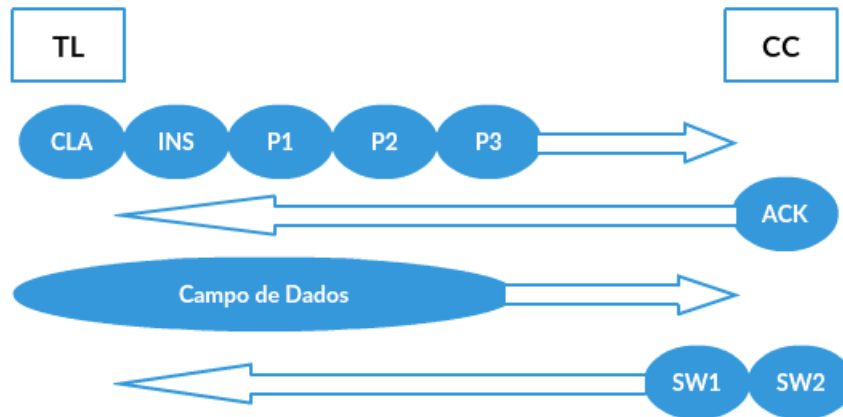 TL
CC
CLA INS P1 P2 P3
ACK
Campo de Dados
SW1 SW2